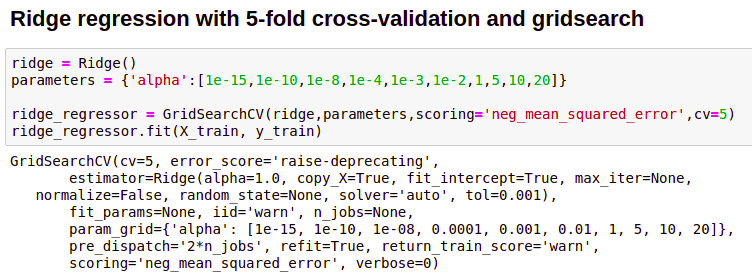 Ridge regression with 5-fold cross-validation and gridsearch
ridge = Ridge()
parameters = {'alpha':[1e-15,1e-10,1e-8,1e-4,1e-3,1e-2,1,5,10,20]}
ridge_regressor = GridSearchCV(ridge,parameters,scoring='neg_mean_squared_error',cv=5)
ridge_regressor.fit(X_train, y_train)
GridSearchCV(cv=5, error_score='raise-deprecating',
estimator=Ridge(alpha=1.0, copy_X=True, fit_intercept=True, max_iter=None,
normalize=False, random_state=None, solver='auto', tol=0.001),
fit_params=None, iid='warn', n_jobs=None,
param_grid={'alpha': [1e-15, 1e-10, 1e-08, 0.0001, 0.001, 0.01, 1, 5, 10, 20]},
pre_dispatch='2*n_jobs', refit=True, return_train_score='warn',
scoring='neg_mean_squared_error', verbose=0)